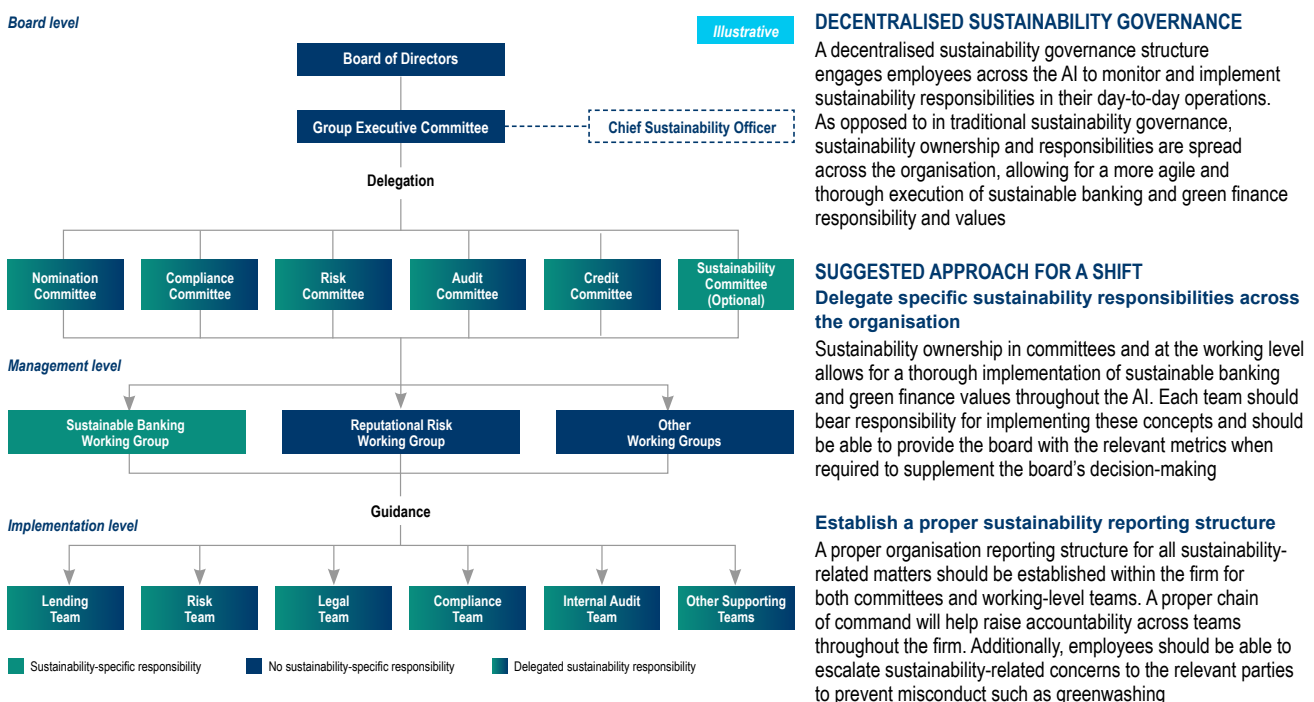 Board level
Illustrative
Board of Directors
Group Executive Committee
Chief Sustainability Officer
Delegation
Nomination
Committee
Compliance
Committee
Risk
Committee
Audit
Committee
Credit
Committee
Sustainability
Committee
(Optional)
Management level
Sustainable Banking
Working Group
Reputational Risk
Working Group
Other
Working Groups
Guidance
Implementation level
Lending
Team
Risk
Team
Legal
Team
Compliance
Team
Internal Audit
Team
Other Supporting
Teams
Sustainability-specific responsibility
No sustainability-specific responsibility
Delegated sustainability responsibility
DECENTRALISED SUSTAINABILITY GOVERNANCE
A decentralised sustainability governance structure
engages employees across the AI to monitor and implement
sustainability responsibilities in their day-to-day operations.
As opposed to in traditional sustainability governance,
sustainability ownership and responsibilities are spread
across the organisation, allowing for a more agile and
thorough execution of sustainable banking and green finance
responsibility and values
SUGGESTED APPROACH FOR A SHIFT
Delegate specific sustainability responsibilities across
the organisation
Sustainability ownership in committees and at the working level
allows for a thorough implementation of sustainable banking
and green finance values throughout the AI. Each team should
bear responsibility for implementing these concepts and should
be able to provide the board with the relevant metrics when
required to supplement the board's decision-making
Establish a proper sustainability reporting structure
A proper organisation reporting structure for all sustainability-
related matters should be established within the firm for
both committees and working-level teams. A proper chain
of command will help raise accountability across teams
throughout the firm. Additionally, employees should be able to
escalate sustainability-related concerns to the relevant parties
to prevent misconduct such as greenwashing